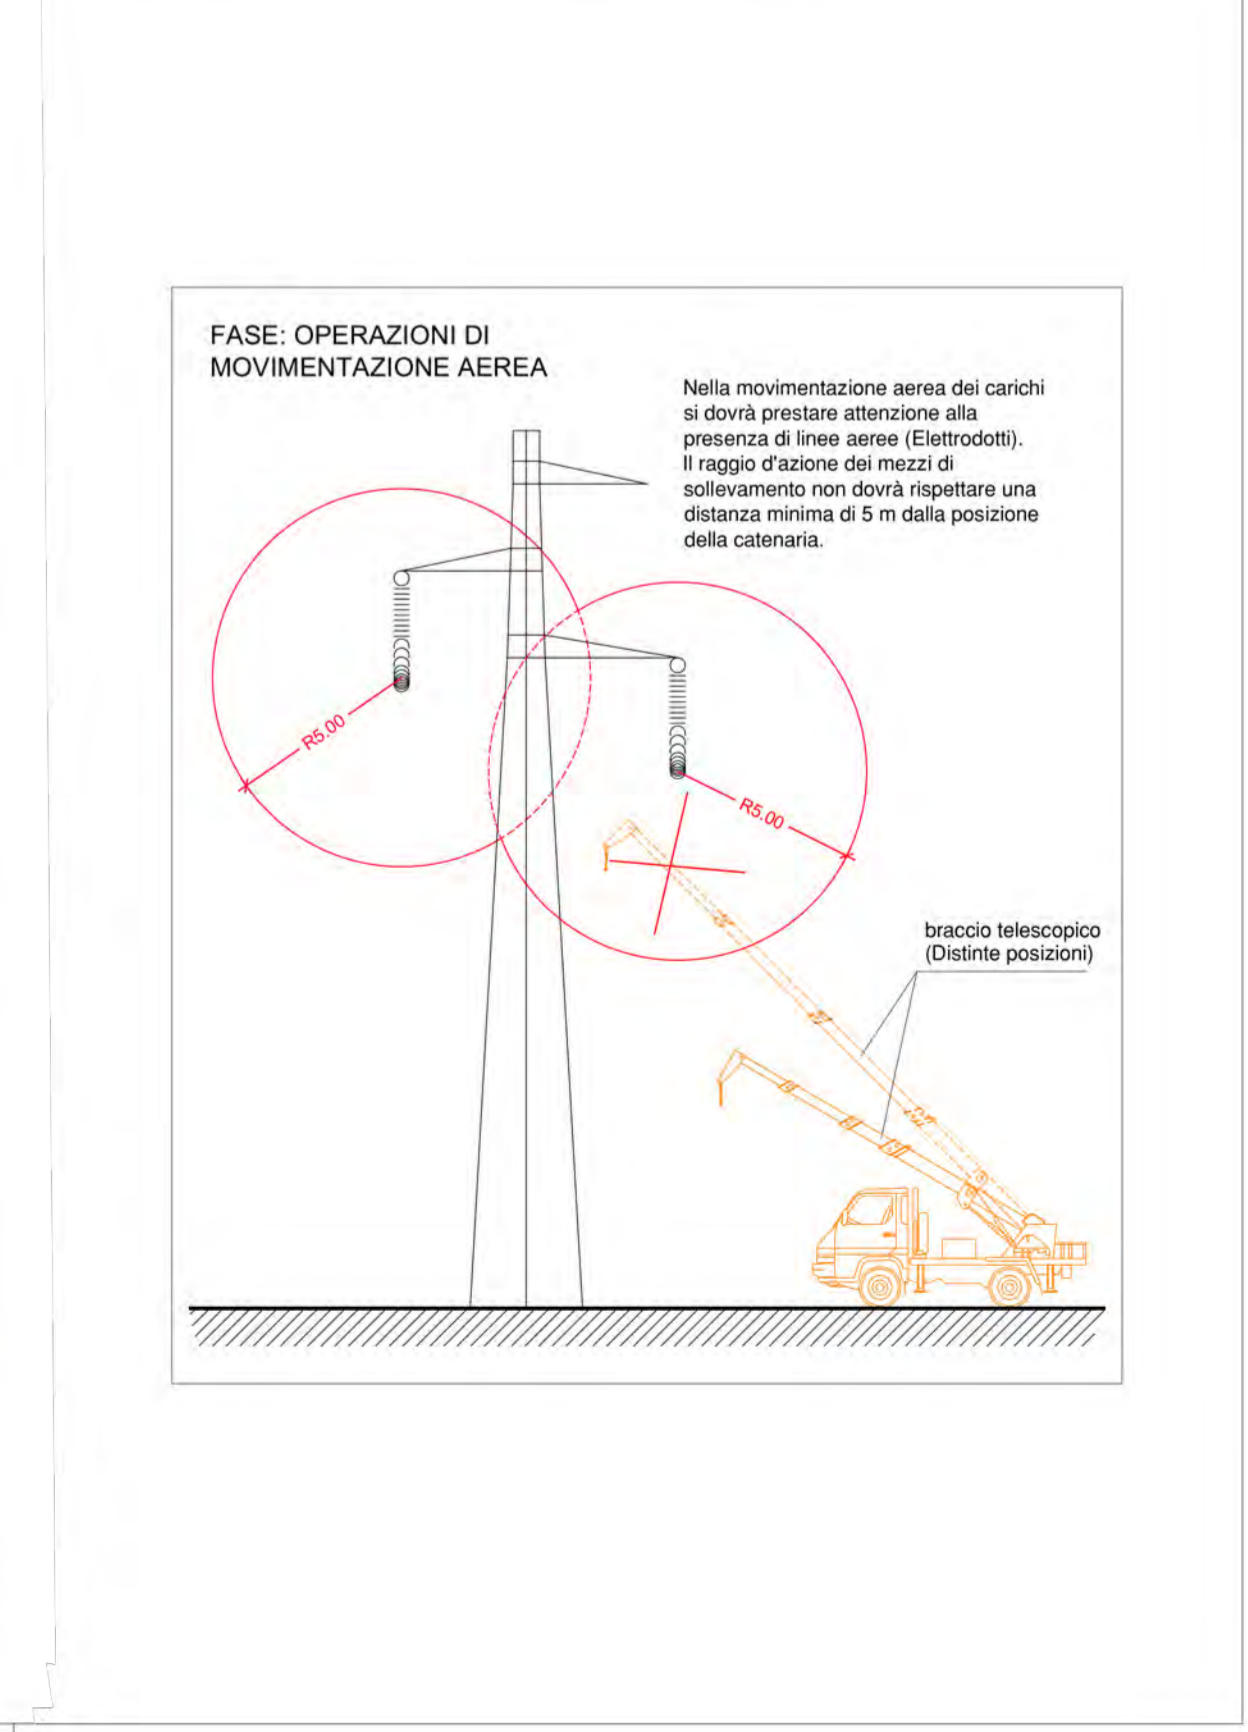 FASE: OPERAZIONI DI
MOVIMENTAZIONE AEREA
Nella movimentazione aerea dei carichi
si dovrà prestare attenzione alla
presenza di linee aeree (Elettrodotti).
Il raggio d'azione dei mezzi di
sollevamento non dovrà rispettare una
distanza minima di 5 m dalla posizione
della catenaria.
R5.00
R5.00
braccio telescopico
(Distinte posizioni)